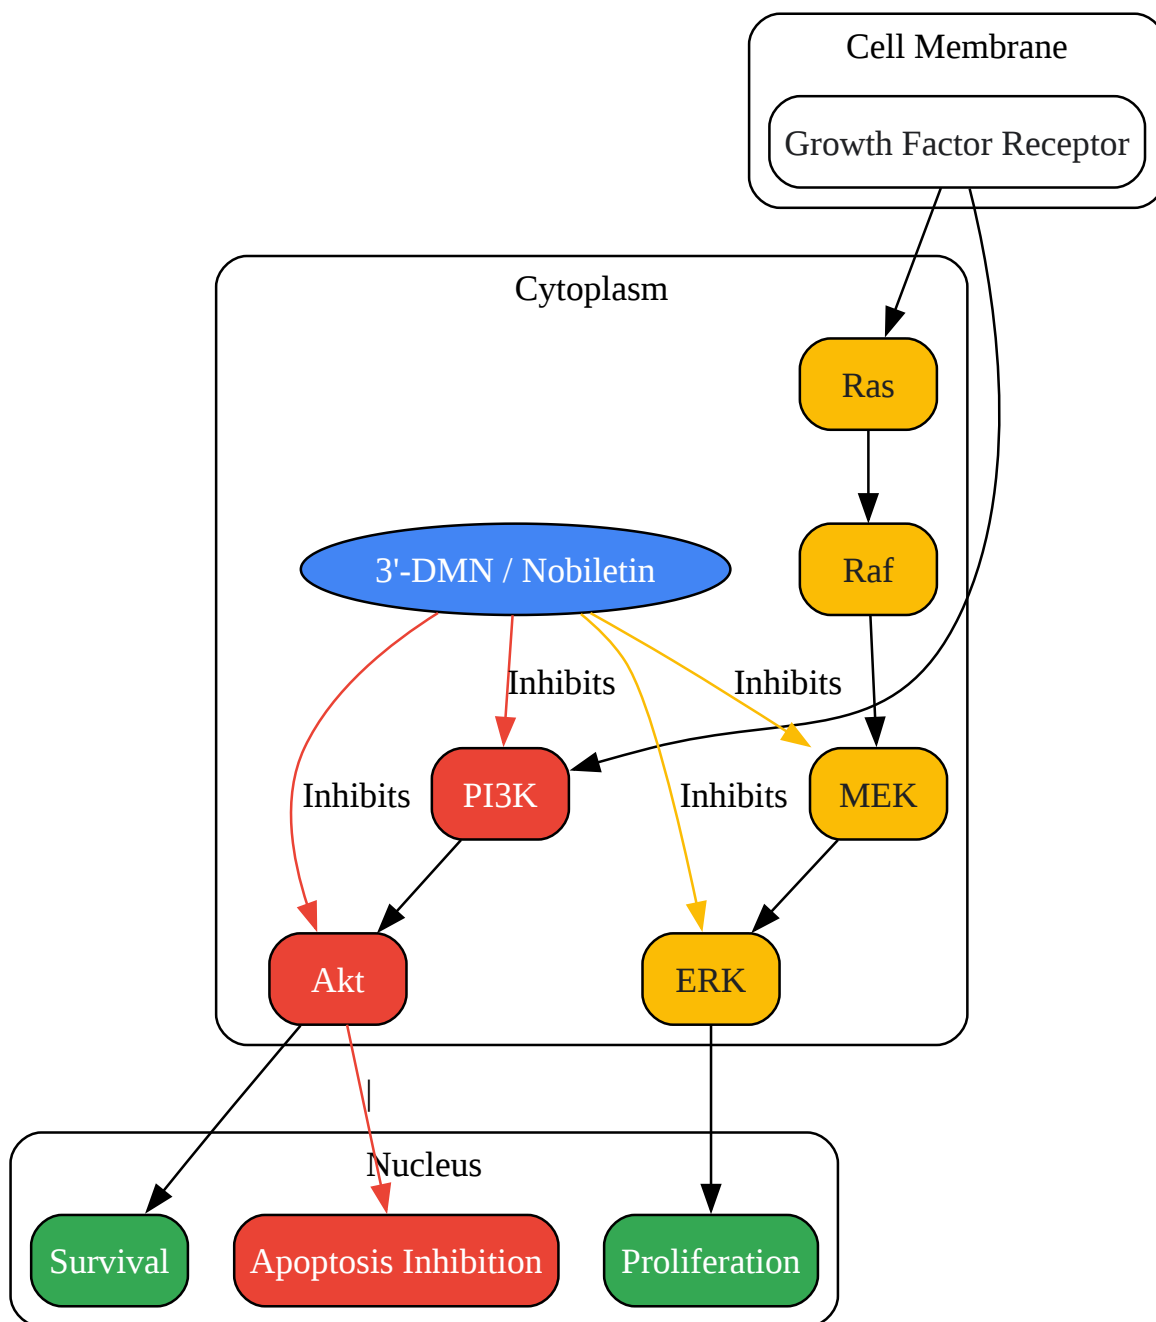 Cell Membrane
Growth Factor Receptor
Cytoplasm
Ras
3'-DMN / Nobiletin
Raf
Inhibits
Inhibits
Inhibits
PI3K
Inhibits
MEK
Akt
ERK
|
Nucleus
Survival
Apoptosis Inhibition
Proliferation